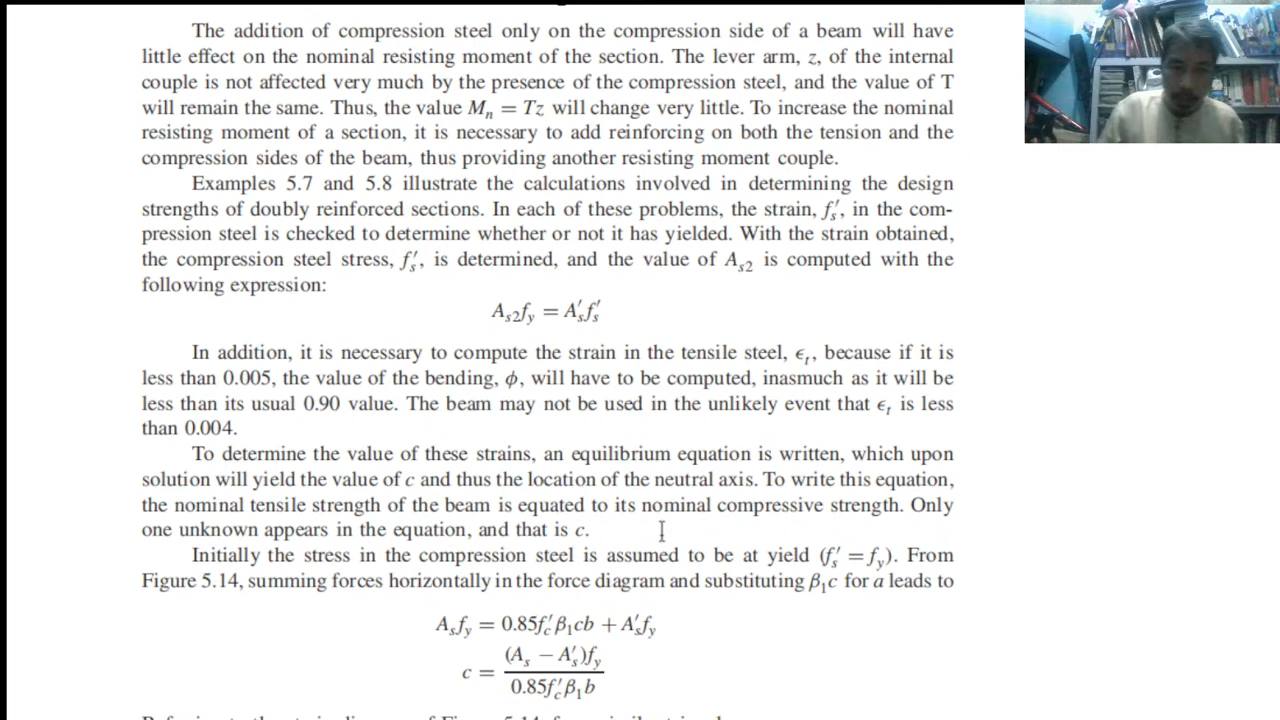 The addition of compression steel only on the compression side of a beam will have
little effect on the nominal resisting moment of the section. The lever arm, z, of the internal
couple is not affected very much by the presence of the compression steel, and the value of T
will remain the same. Thus, the value Mₙ = Tz will change very little. To increase the nominal
resisting moment of a section, it is necessary to add reinforcing on both the tension and the
compression sides of the beam, thus providing another resisting moment couple.
Examples 5.7 and 5.8 illustrate the calculations involved in determining the design
strengths of doubly reinforced sections. In each of these problems, the strain, f′ₛ, in the com-
pression steel is checked to determine whether or not it has yielded. With the strain obtained,
the compression steel stress, f′ₛ, is determined, and the value of Aₛ₂ is computed with the
following expression:
Aₛ₂f_y = A′ₛf′ₛ
In addition, it is necessary to compute the strain in the tensile steel, ϵₜ, because if it is
less than 0.005, the value of the bending, ϕ, will have to be computed, inasmuch as it will be
less than its usual 0.90 value. The beam may not be used in the unlikely event that ϵₜ is less
than 0.004.
To determine the value of these strains, an equilibrium equation is written, which upon
solution will yield the value of c and thus the location of the neutral axis. To write this equation,
the nominal tensile strength of the beam is equated to its nominal compressive strength. Only
one unknown appears in the equation, and that is c.
Initially the stress in the compression steel is assumed to be at yield (f′ₛ = f_y). From
Figure 5.14, summing forces horizontally in the force diagram and substituting β₁c for a leads to
Aₛf_y = 0.85f′_cβ₁cb + A′ₛf_y
c = (Aₛ − A′ₛ)f_y / 0.85f′_cβ₁b